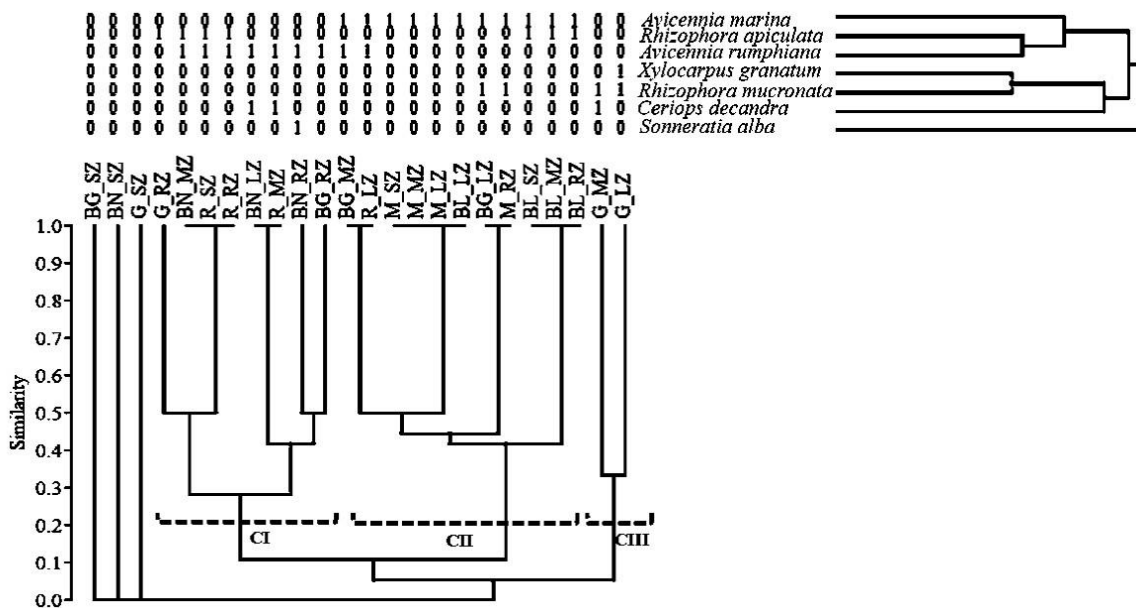 0 0 0 0 0 0 0 0 0 0 0 1 1 1 1 1 1 1 1 1 1 1 0 0 Avicennia marina
0 0 0 1 1 1 1 0 0 0 0 0 0 0 0 0 0 0 0 1 1 1 0 0 Rhizophora apiculata
0 0 0 0 1 1 1 1 1 1 1 1 1 0 0 0 0 0 0 0 0 0 0 0 Avicennia rumphiana
0 0 0 0 0 0 0 0 0 0 0 0 0 0 0 0 0 0 0 0 0 0 0 1 Xylocarpus granatum
0 0 0 0 0 0 0 0 0 0 0 0 0 0 0 0 0 1 1 0 0 0 1 1 Rhizophora mucronata
0 0 0 0 0 0 0 1 1 0 0 0 0 0 0 0 0 0 0 0 0 0 1 0 Ceriops decandra
0 0 0 0 0 0 0 0 0 1 0 0 0 0 0 0 0 0 0 0 0 0 0 0 Sonneratia alba
BG_SZ
BN_SZ
G_SZ
G_RZ
BN_MZ
R_SZ
R_RZ
BN_LZ
R_MZ
BN_RZ
BG_RZ
BG_MZ
R_LZ
M_SZ
M_MZ
M_LZ
BL_LZ
BG_LZ
M_RZ
BL_SZ
BL_MZ
BL_RZ
G_MZ
G_LZ
1.0
0.9
0.8
0.7
0.6
0.5
0.4
0.3
0.2
0.1
0.0
Similarity
CI
CII
CIII